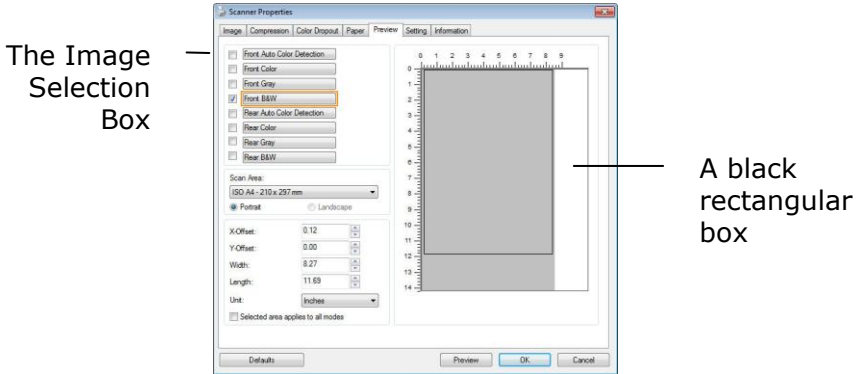 The Image
Selection
Box
Scanner Properties
Image Compression Color Dropout Paper Preview Setting Information
Front Auto Color Detection
Front Color
Front Gray
Front B&W
Rear Auto Color Detection
Rear Color
Rear Gray
Rear B&W
Scan Area:
ISO A4 - 210 x 297 mm
Portrait Landscape
X-Offset: 0.12
Y-Offset: 0.00
Width: 8.27
Length: 11.69
Unit: Inches
Selected area applies to all modes
0 1 2 3 4 5 6 7 8 9
0
1
2
3
4
5
6
7
8
9
10
11
12
13
14
A black
rectangular
box
Defaults Preview OK Cancel